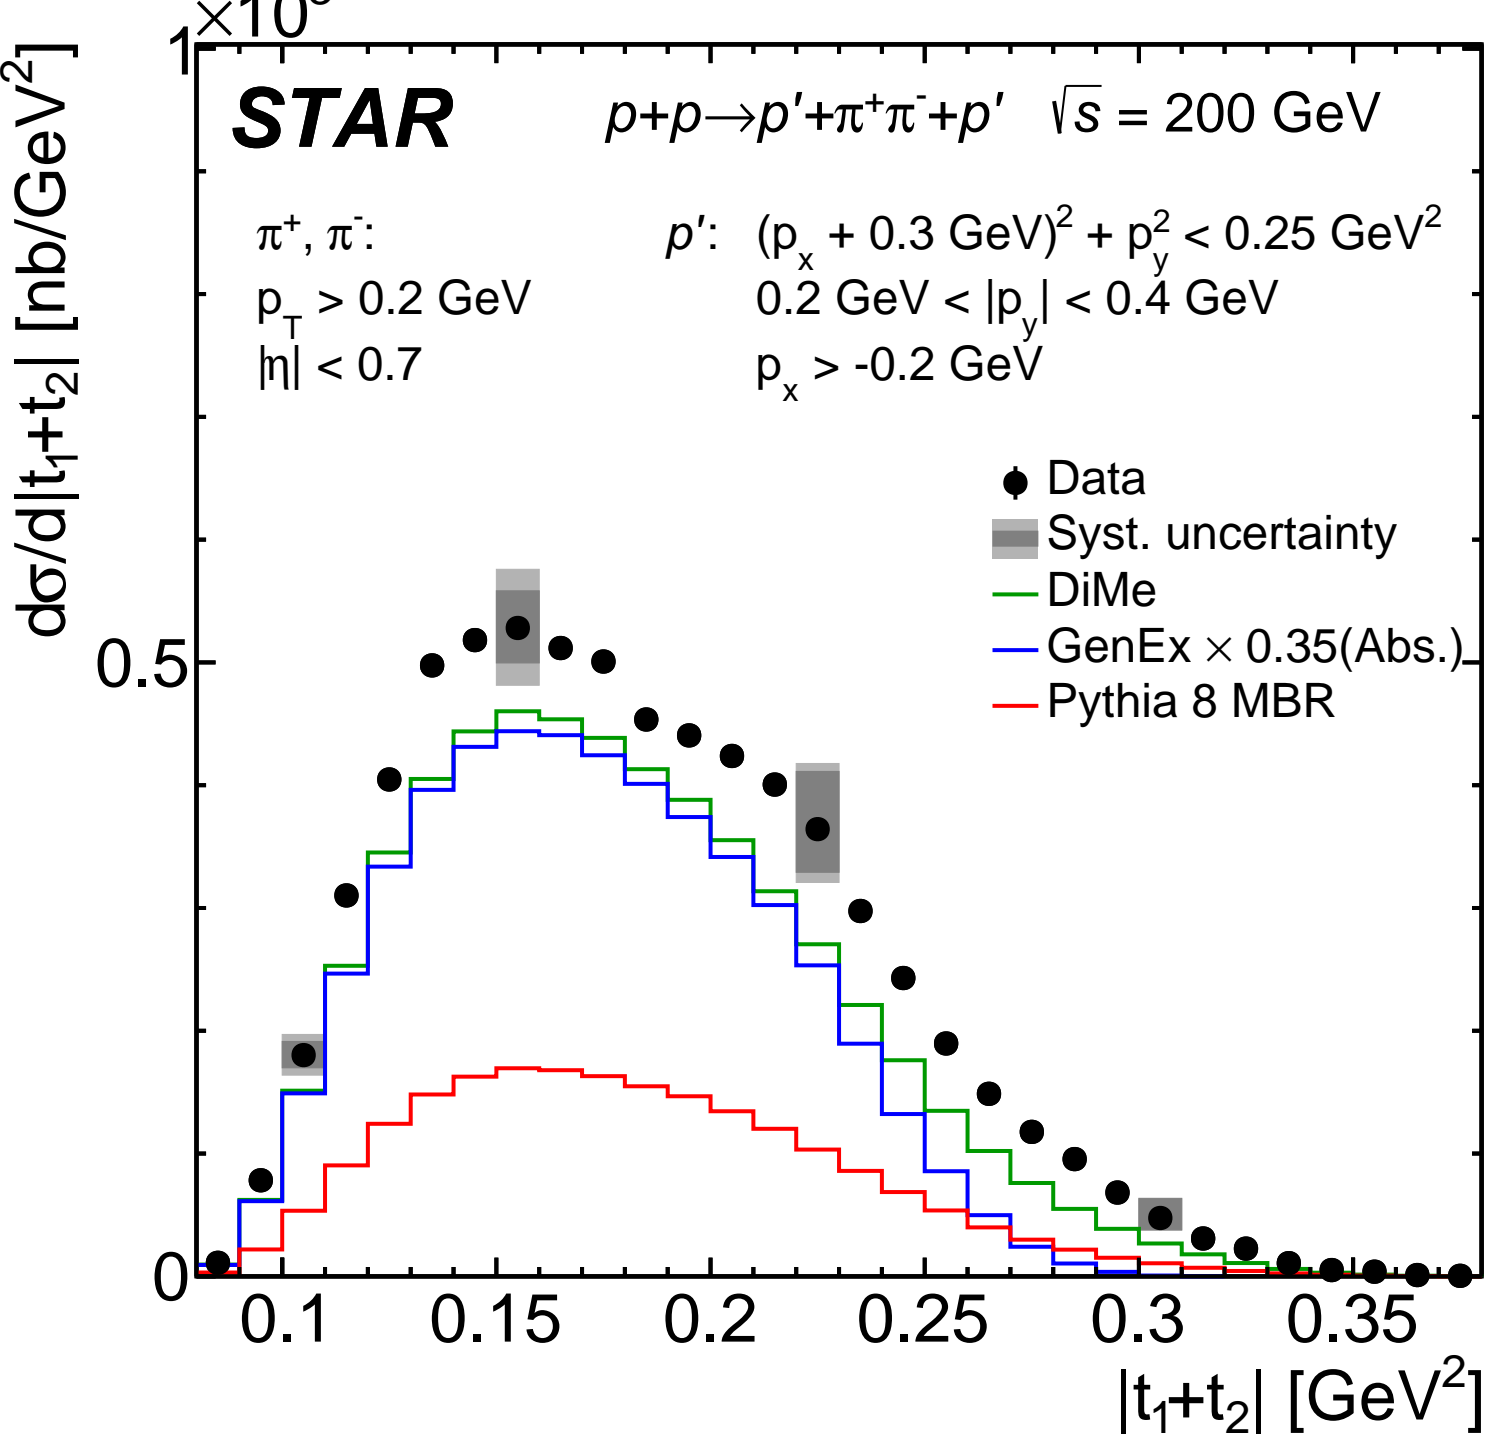 ×10
1
STAR p+p→p′+π⁺π⁻+p′ √s = 200 GeV
π⁺, π⁻: p′: (pₓ + 0.3 GeV)² + p_y² < 0.25 GeV²
p_T > 0.2 GeV 0.2 GeV < |p_y| < 0.4 GeV
|η| < 0.7 pₓ > -0.2 GeV
Data
Syst. uncertainty
DiMe
GenEx × 0.35(Abs.)
Pythia 8 MBR
dσ/d|t₁+t₂| [nb/GeV²]
0.5
0
0.1 0.15 0.2 0.25 0.3 0.35
|t₁+t₂| [GeV²]